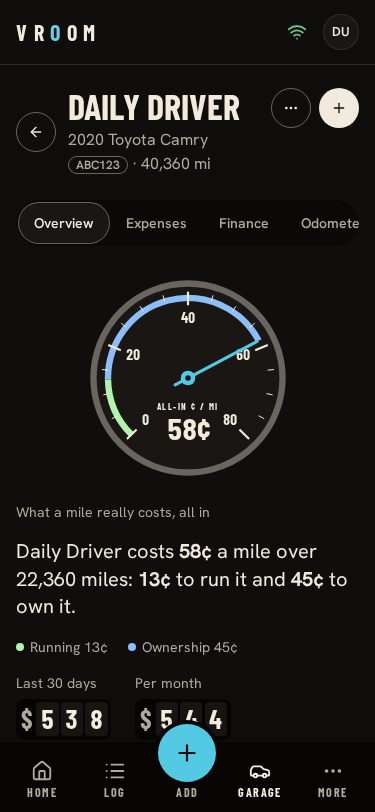 VROOM
DU
DAILY DRIVER
2020 Toyota Camry
ABC123 · 40,360 mi
Overview Expenses Finance Odomete
40
20 60
0 80
ALL-IN ¢ / MI
58¢
What a mile really costs, all in
Daily Driver costs 58¢ a mile over
22,360 miles: 13¢ to run it and 45¢ to
own it.
Running 13¢ Ownership 45¢
Last 30 days Per month
$538 $544
HOME LOG ADD GARAGE MORE